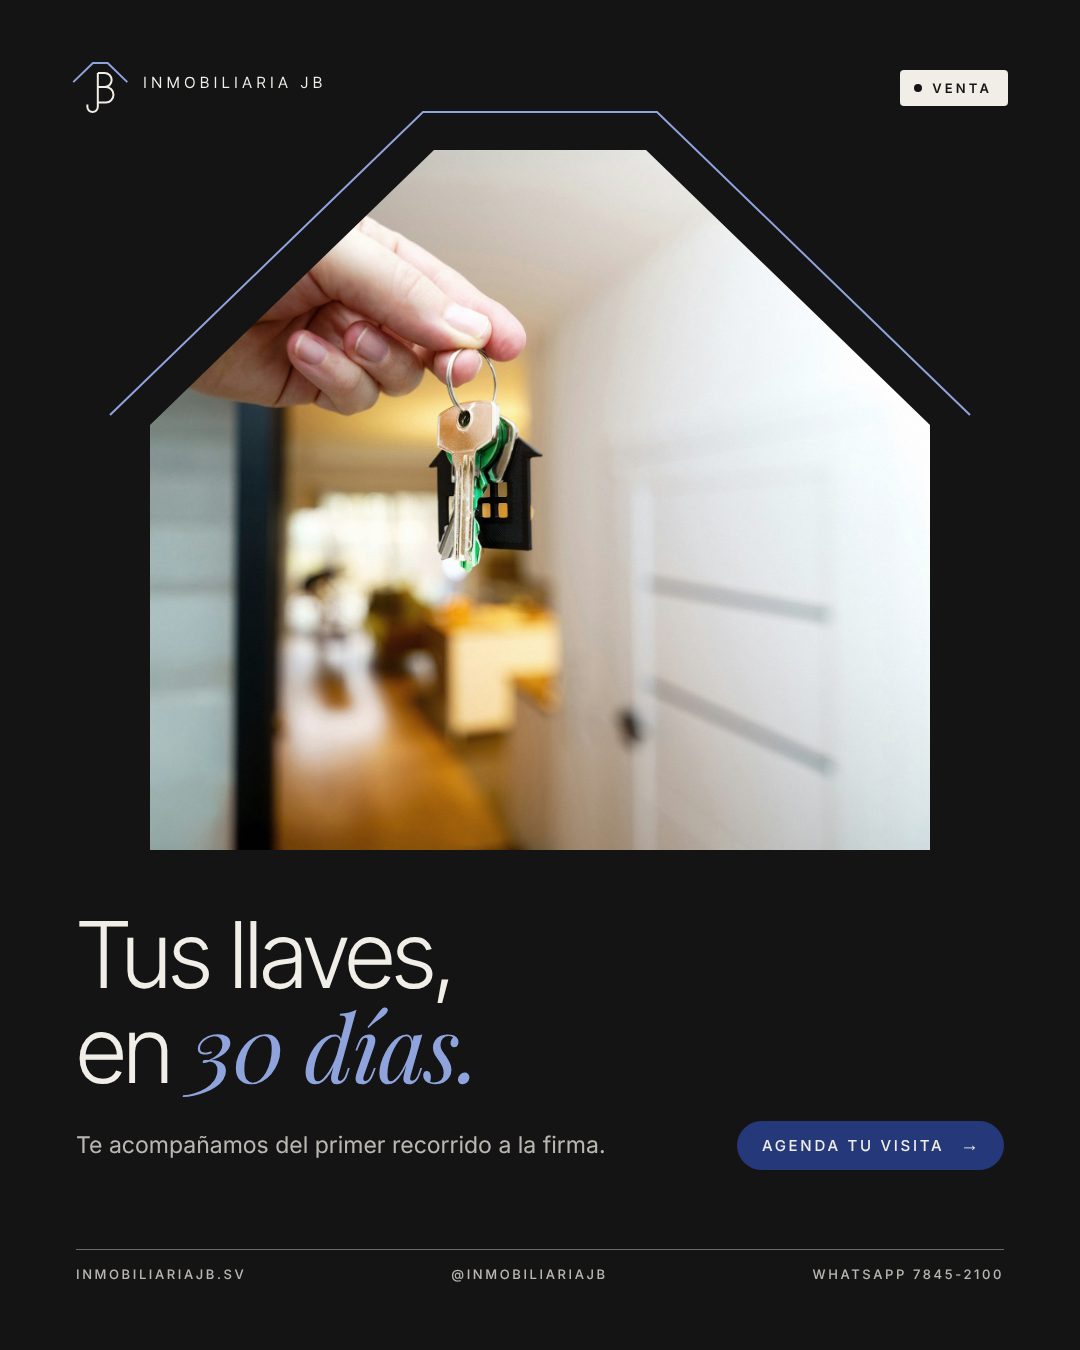 JB
INMOBILIARIA JB
VENTA
Tus llaves,
en 30 días.
Te acompañamos del primer recorrido a la firma.
AGENDA TU VISITA →
INMOBILIARIAJB.SV
@INMOBILIARIAJB
WHATSAPP 7845-2100